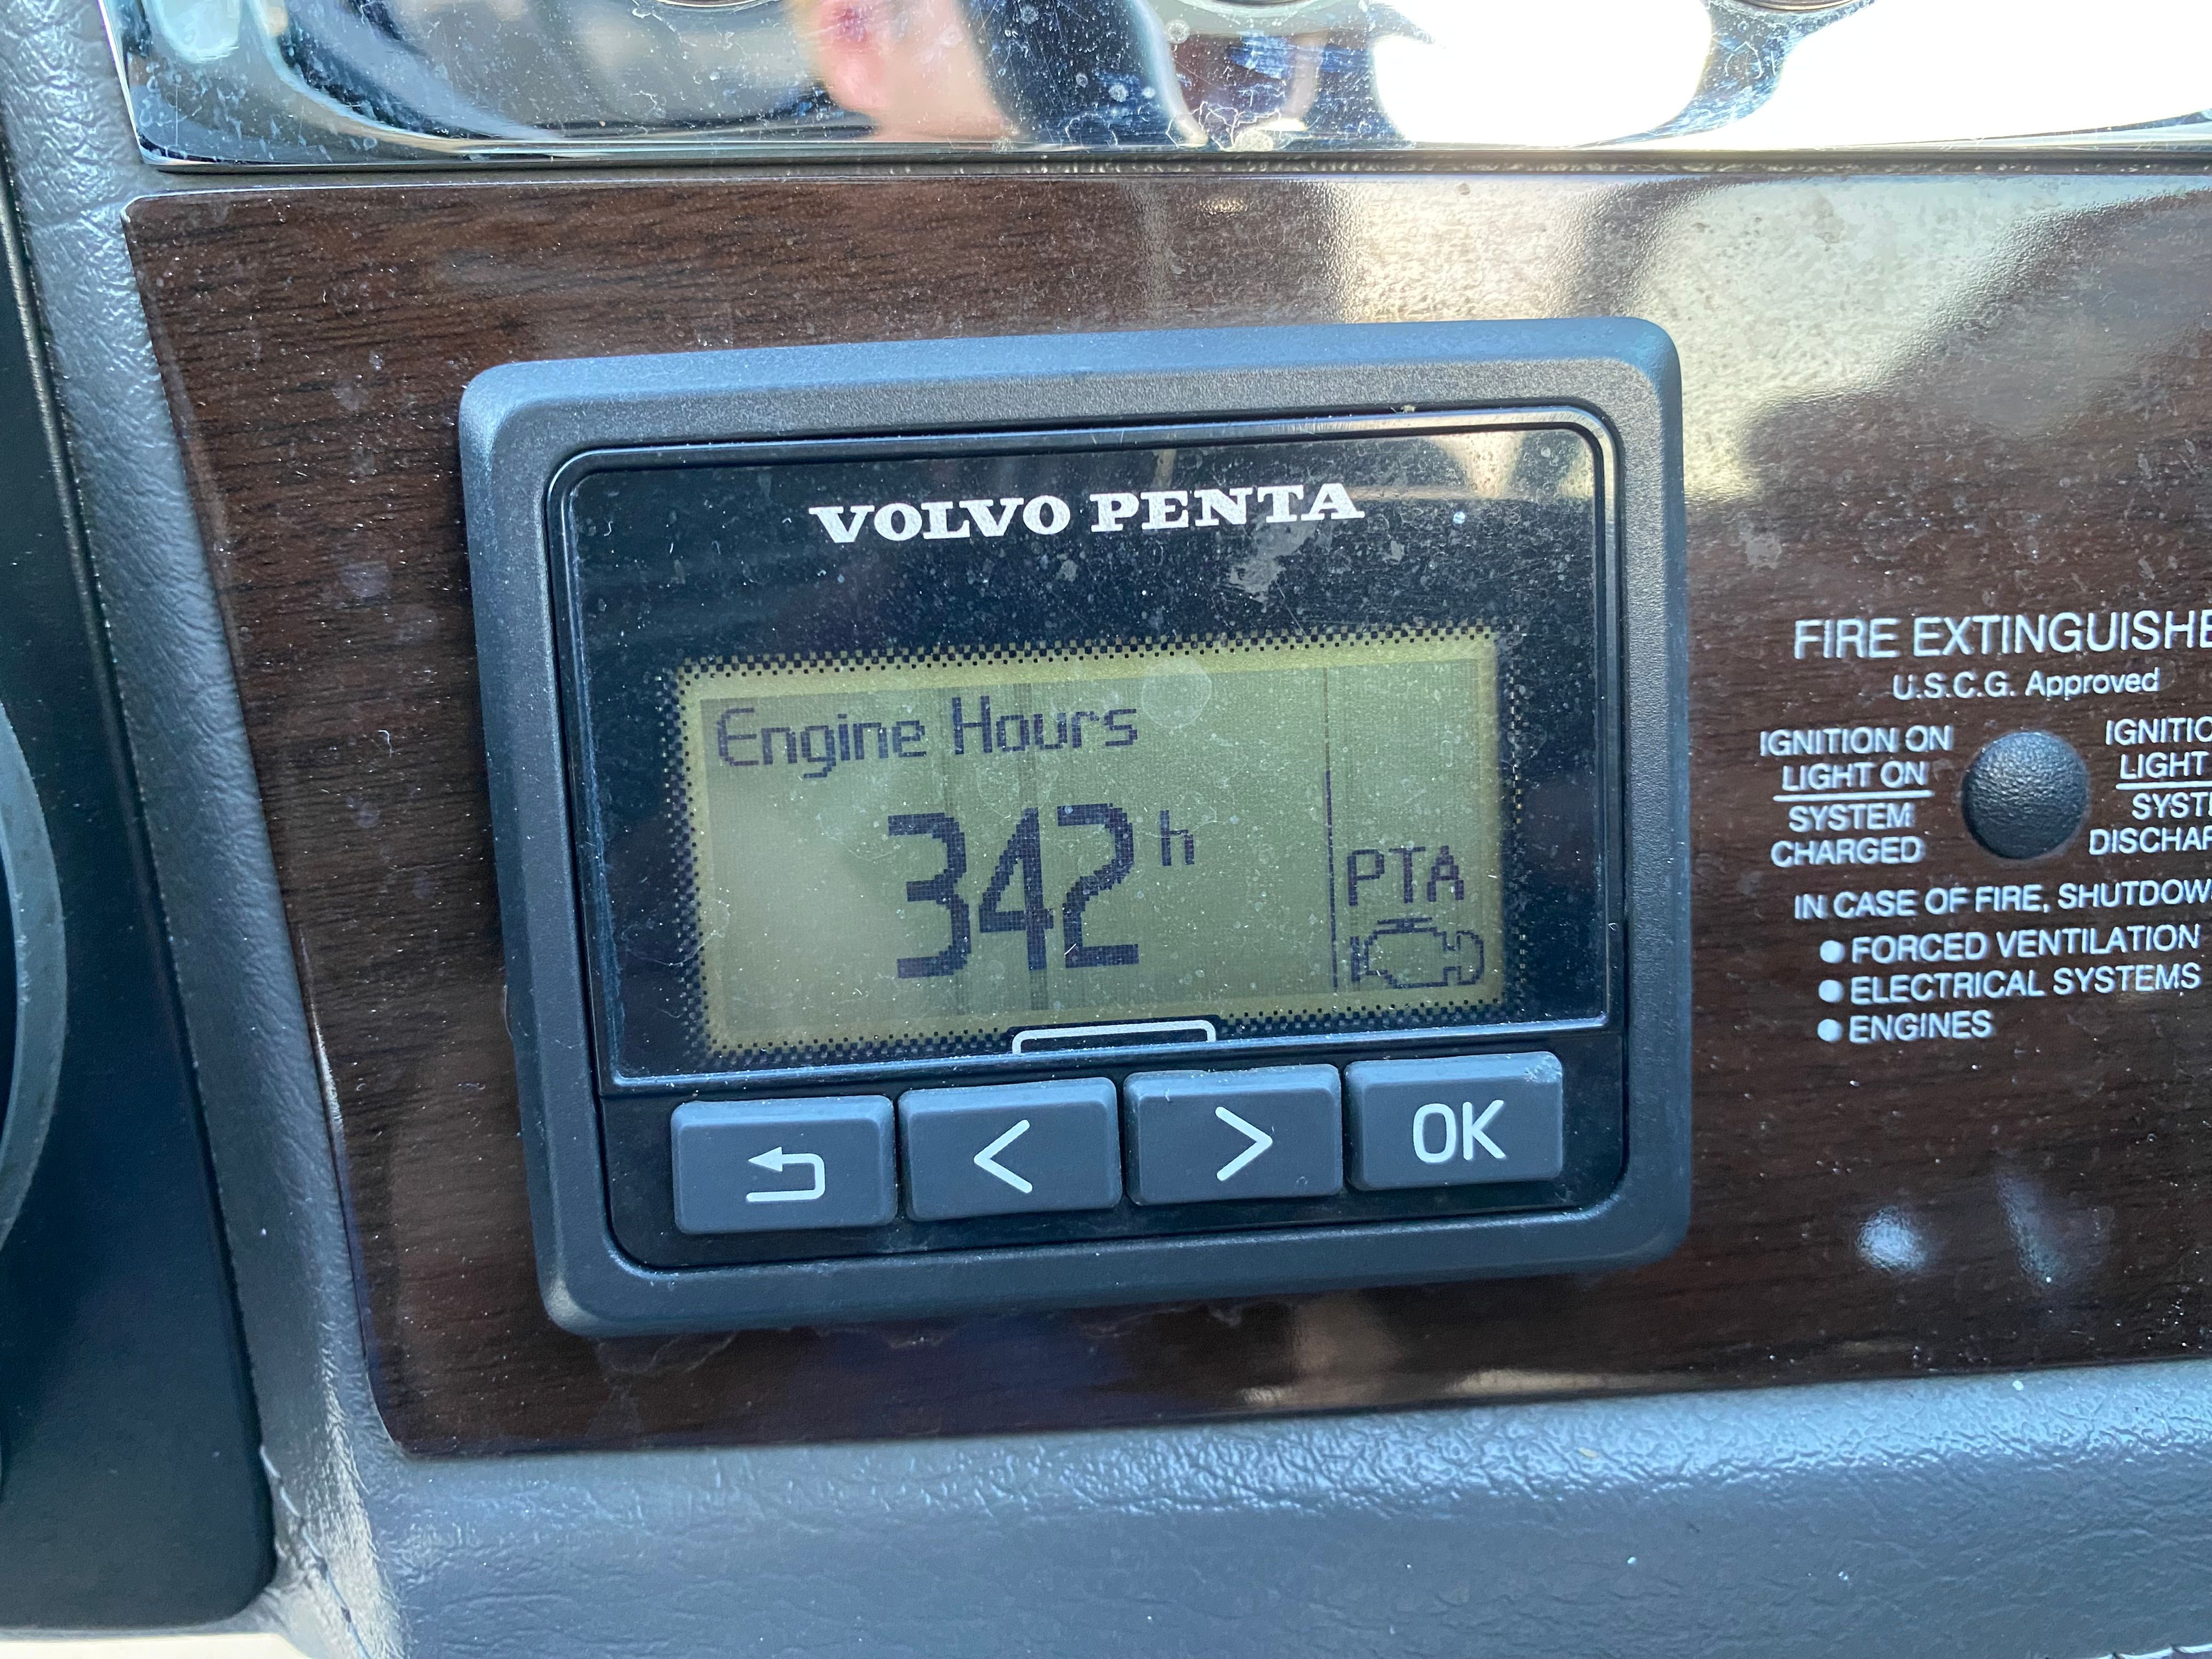 VOLVO PENTA
Engine Hours
342 h
PTA
< > OK
FIRE EXTINGUISHE
U.S.C.G. Approved
IGNITION ON
LIGHT ON
SYSTEM
CHARGED
IGNITIO
LIGHT
SYSTE
DISCHAR
IN CASE OF FIRE, SHUTDOW
● FORCED VENTILATION
● ELECTRICAL SYSTEMS
● ENGINES